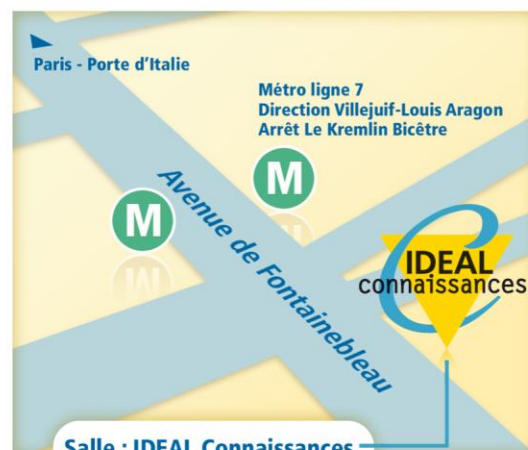 Paris - Porte d'Italie
Métro ligne 7
Direction Villejuif-Louis Aragon
Arrêt Le Kremlin Bicêtre
M
M
Avenue de Fontainebleau
IDEAL
connaissances
Salle : IDEAL Connaissances